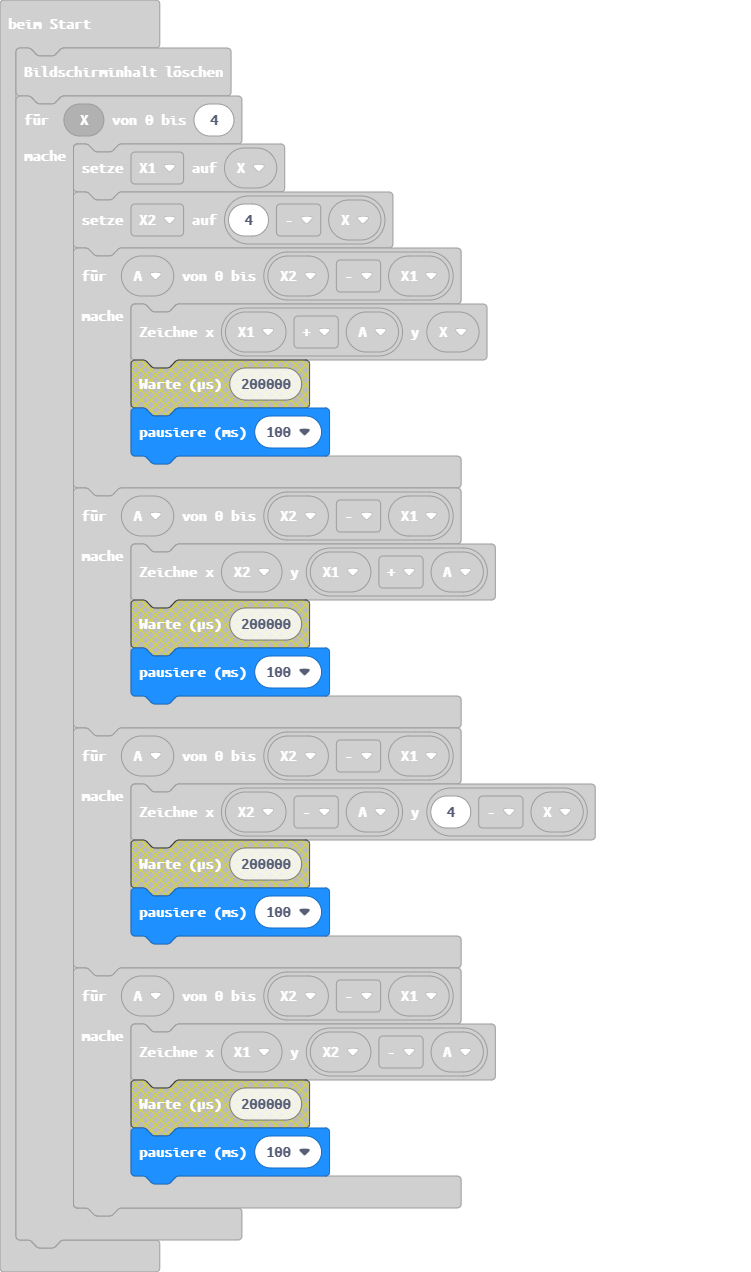 beim Start
Bildschirminhalt löschen
für X von 0 bis 4
mache
setze X1 auf X
setze X2 auf 4 - X
für A von 0 bis X2 - X1
mache
Zeichne x X1 + A y X
Warte (µs) 200000
pausiere (ms) 100
für A von 0 bis X2 - X1
mache
Zeichne x X2 y X1 + A
Warte (µs) 200000
pausiere (ms) 100
für A von 0 bis X2 - X1
mache
Zeichne x X2 - A y 4 - X
Warte (µs) 200000
pausiere (ms) 100
für A von 0 bis X2 - X1
mache
Zeichne x X1 y X2 - A
Warte (µs) 200000
pausiere (ms) 100